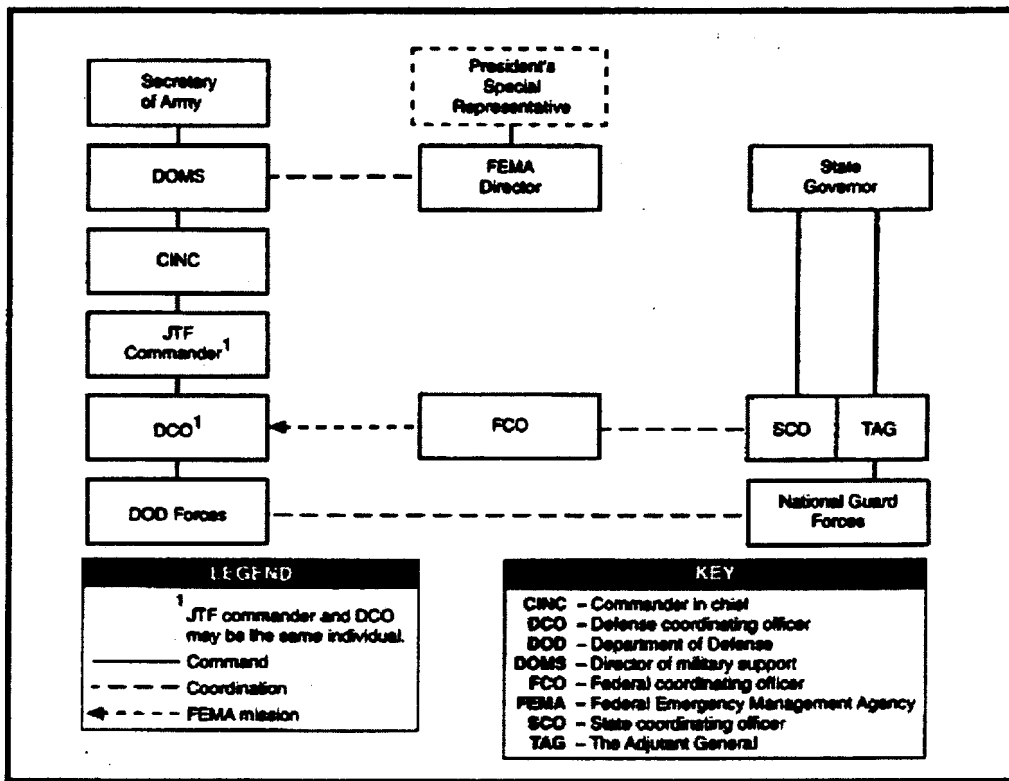 Secretary
of Army
President's
Special
Representative
DOMS
FEMA
Director
State
Governor
CINC
JTF
Commander1
DCO1
FCO
SCO
TAG
DOD Forces
National Guard
Forces
LEGEND
1
JTF commander and DCO
may be the same individual.
Command
Coordination
FEMA mission
KEY
CINC – Commander in chief
DCO – Defense coordinating officer
DOD – Department of Defense
DOMS – Director of military support
FCO – Federal coordinating officer
FEMA – Federal Emergency Management Agency
SCO – State coordinating officer
TAG – The Adjutant General